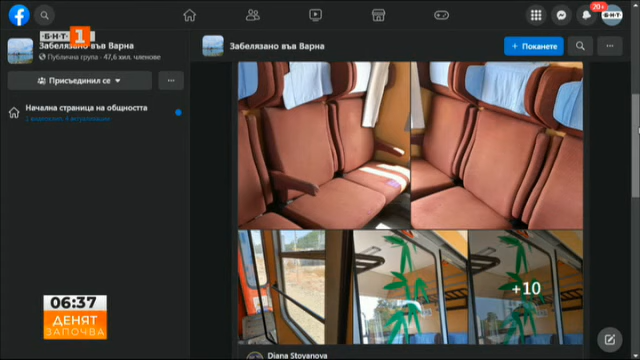 БНТ 1
20+
БНТ
Забелязано във Варна
Публична група · 47,6 хил. членове
Присъединил се
Начална страница на общността
Забелязано във Варна
+ Поканете
+10
Diana Stoyanova
06:37
ДЕНЯТ
ЗАПОЧВА